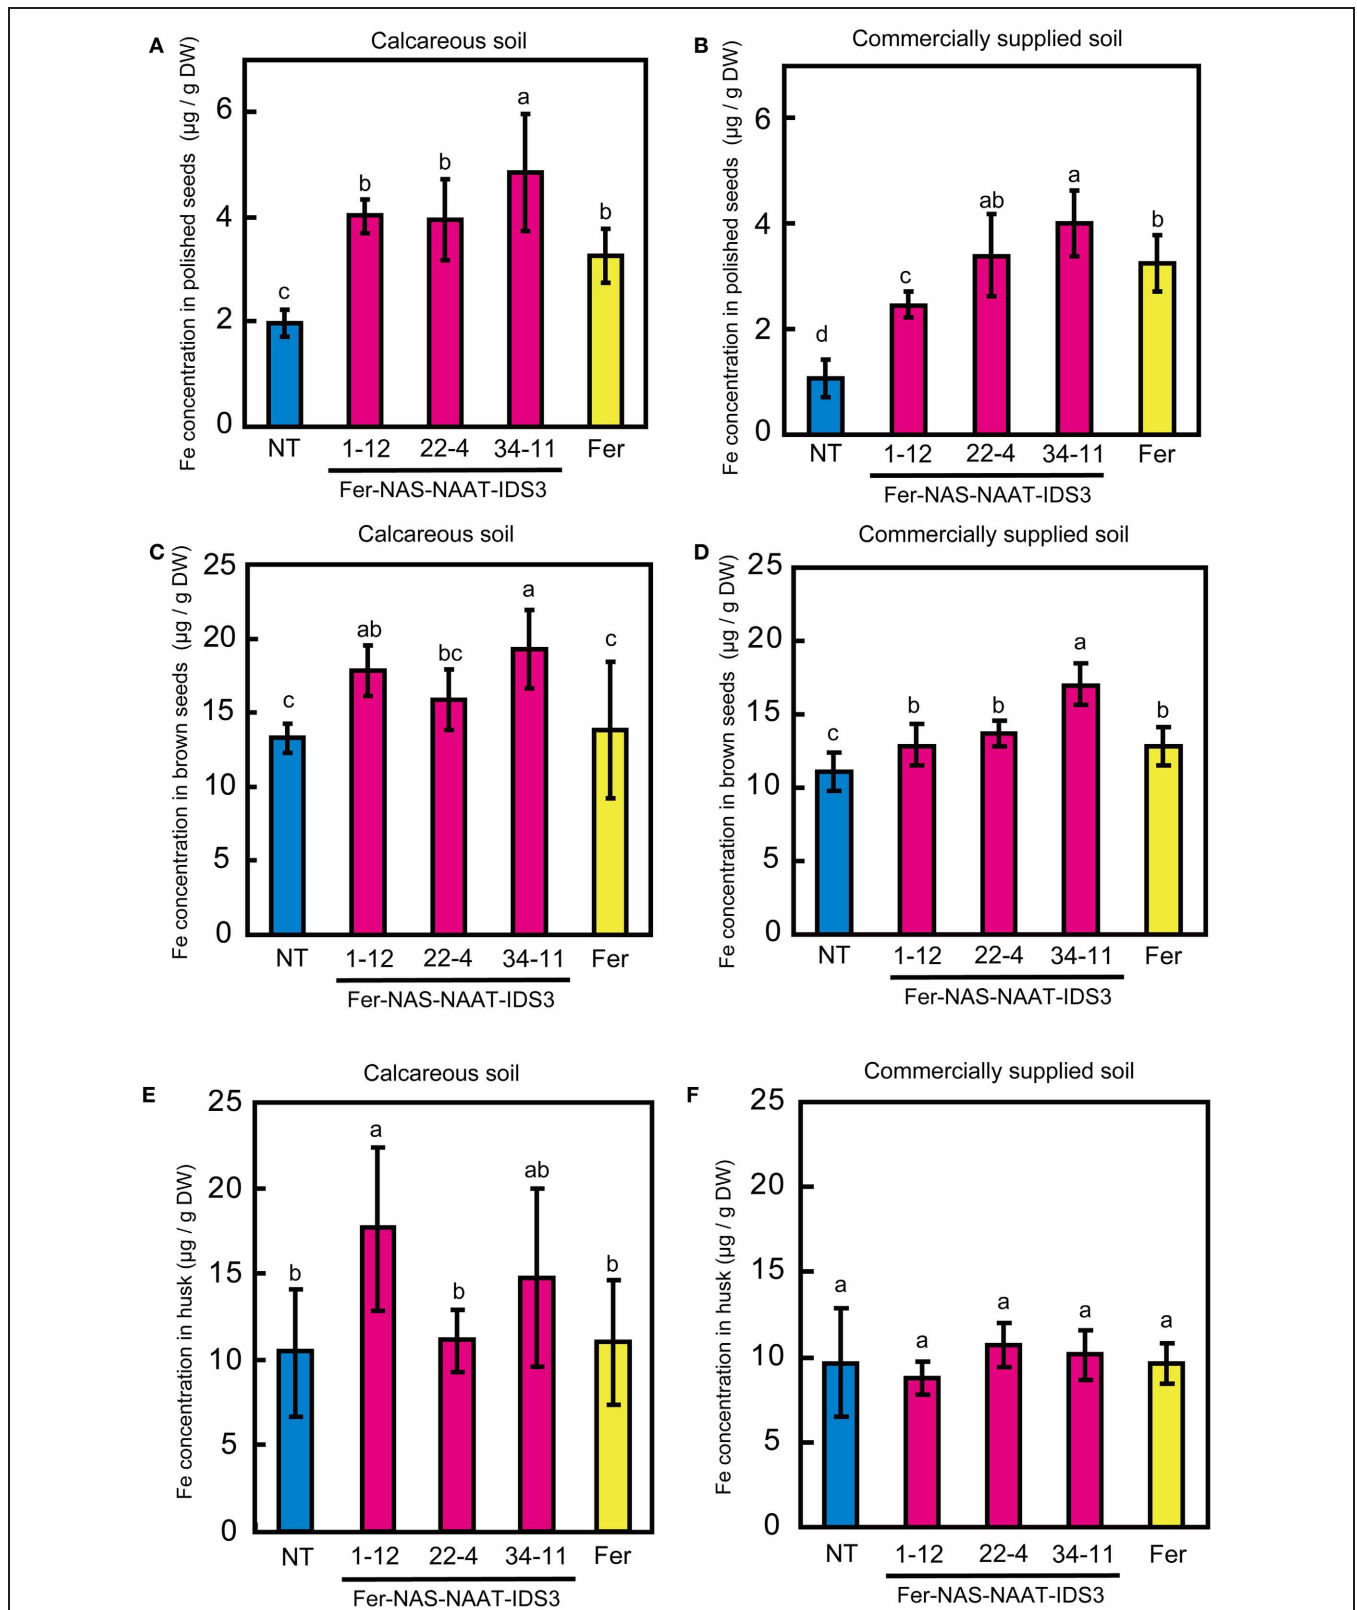 A
Calcareous soil
Fe concentration in polished seeds (µg / g DW)
6
4
2
0
c
b
b
a
b
NT
1-12
22-4
34-11
Fer
Fer-NAS-NAAT-IDS3
B
Commercially supplied soil
Fe concentration in polished seeds (µg / g DW)
6
4
2
0
d
c
ab
a
b
NT
1-12
22-4
34-11
Fer
Fer-NAS-NAAT-IDS3
C
Calcareous soil
Fe concentration in brown seeds (µg / g DW)
25
20
15
10
5
0
c
ab
bc
a
c
NT
1-12
22-4
34-11
Fer
Fer-NAS-NAAT-IDS3
D
Commercially supplied soil
Fe concentration in brown seeds (µg / g DW)
25
20
15
10
5
0
c
b
b
a
b
NT
1-12
22-4
34-11
Fer
Fer-NAS-NAAT-IDS3
E
Calcareous soil
Fe concentration in husk (µg / g DW)
25
20
15
10
5
0
b
a
b
ab
b
NT
1-12
22-4
34-11
Fer
Fer-NAS-NAAT-IDS3
F
Commercially supplied soil
Fe concentration in husk (µg / g DW)
25
20
15
10
5
0
a
a
a
a
a
NT
1-12
22-4
34-11
Fer
Fer-NAS-NAAT-IDS3